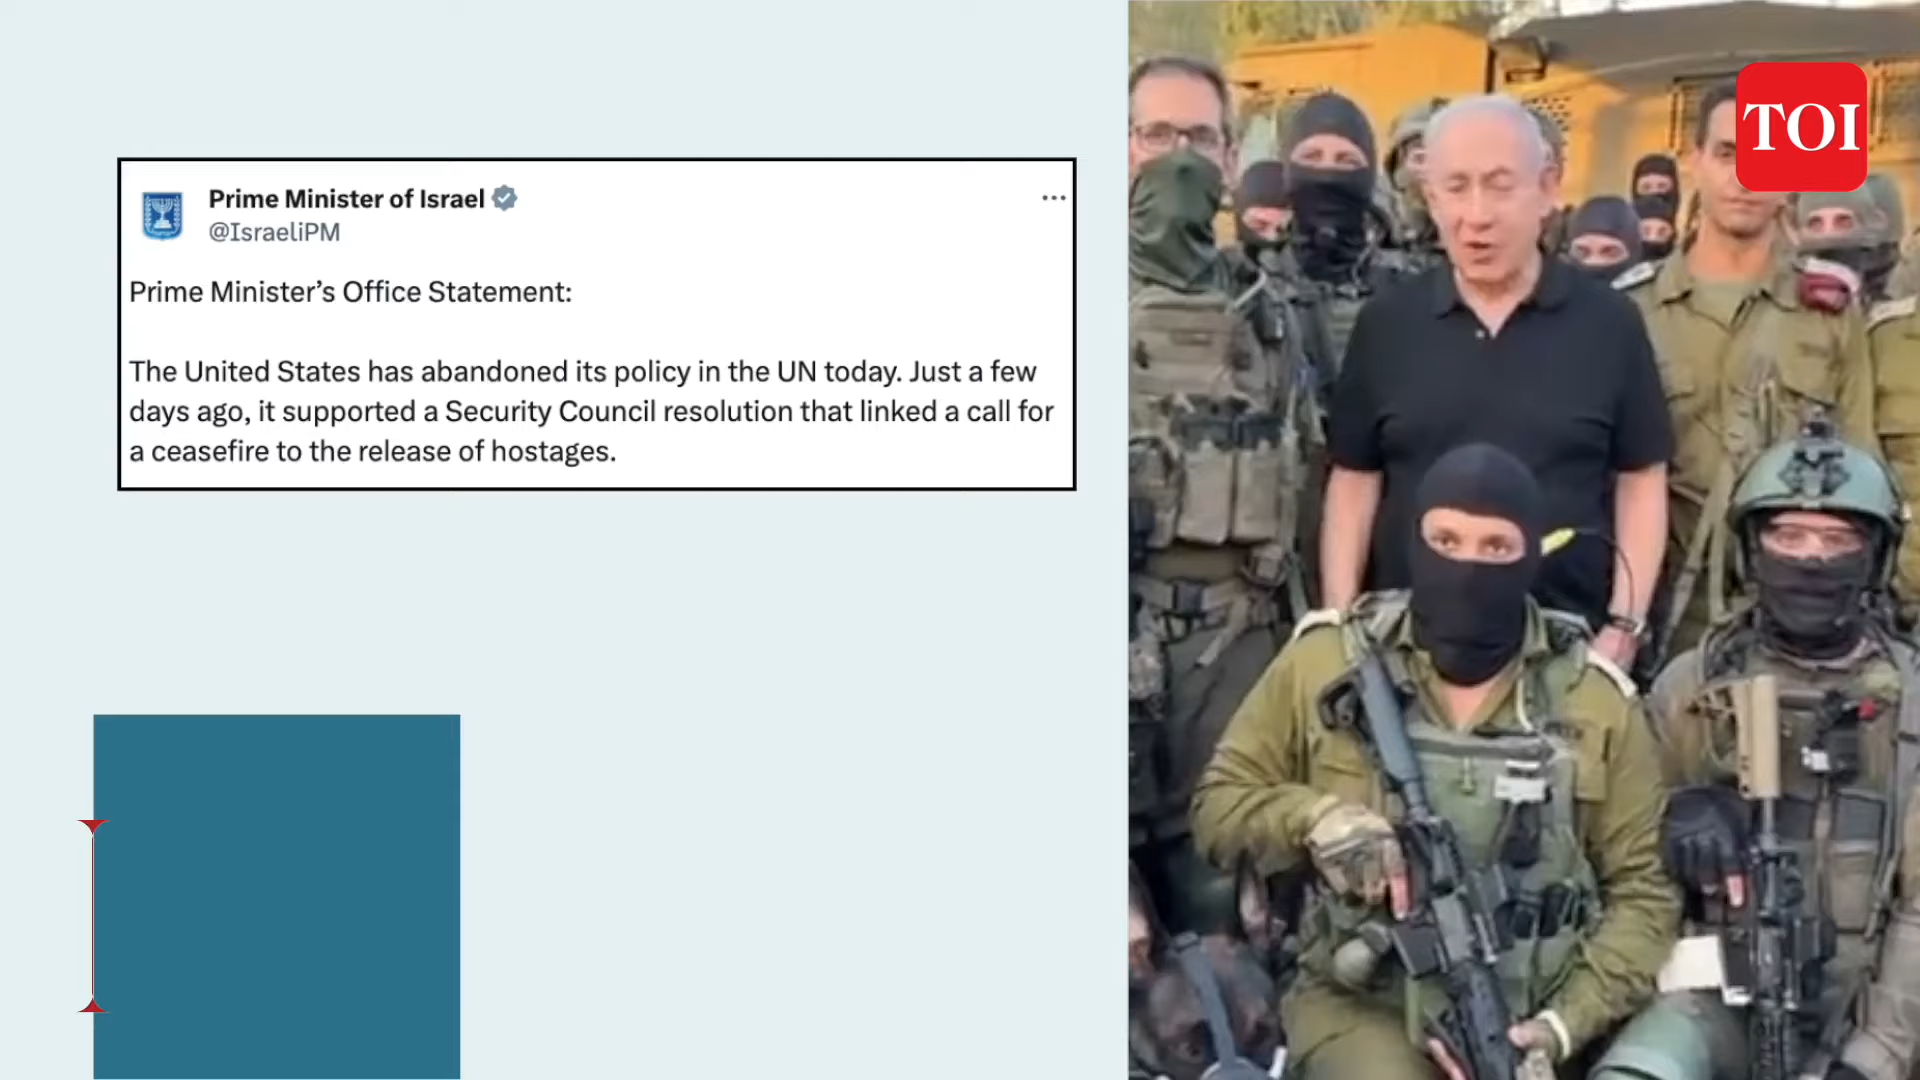 TOI
Prime Minister of Israel
@IsraeliPM
Prime Minister’s Office Statement:
The United States has abandoned its policy in the UN today. Just a few
days ago, it supported a Security Council resolution that linked a call for
a ceasefire to the release of hostages.